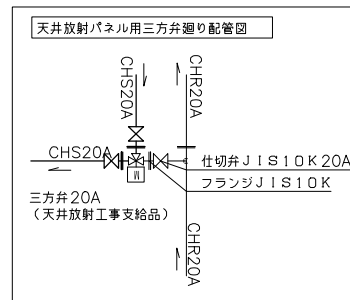 天井放射パネル用三方弁廻り配管図
CHS20A
CHR20A
CHS20A
仕切弁JIS10K20A
フランジJIS10K
三方弁20A
(天井放射工事支給品)
M
CHR20A